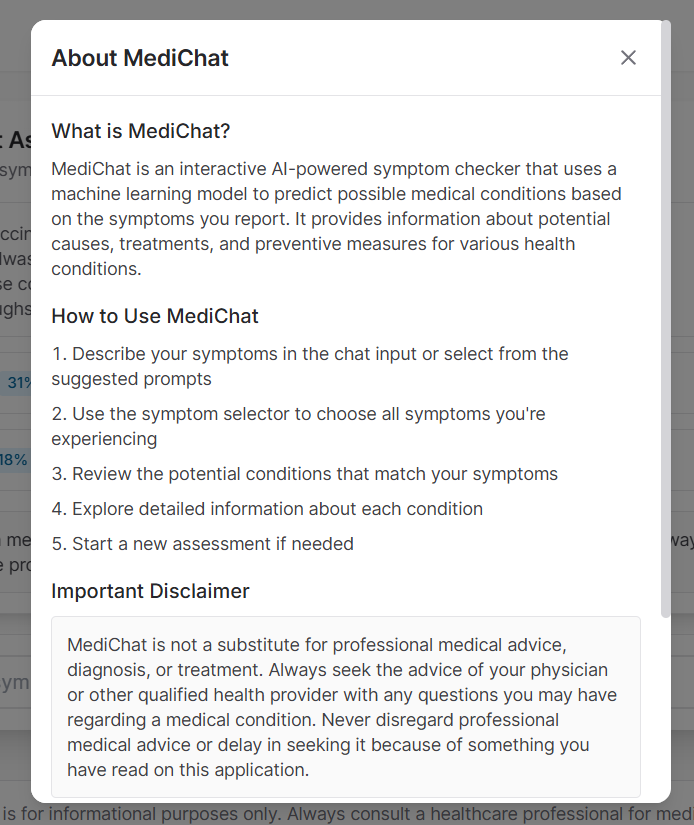 About MediChat
What is MediChat?
MediChat is an interactive AI-powered symptom checker that uses a
machine learning model to predict possible medical conditions based
on the symptoms you report. It provides information about potential
causes, treatments, and preventive measures for various health
conditions.
How to Use MediChat
1. Describe your symptoms in the chat input or select from the
suggested prompts
2. Use the symptom selector to choose all symptoms you're
experiencing
3. Review the potential conditions that match your symptoms
4. Explore detailed information about each condition
5. Start a new assessment if needed
Important Disclaimer
MediChat is not a substitute for professional medical advice,
diagnosis, or treatment. Always seek the advice of your physician
or other qualified health provider with any questions you may have
regarding a medical condition. Never disregard professional
medical advice or delay in seeking it because of something you
have read on this application.
31%
18%
is for informational purposes only. Always consult a healthcare professional for medi